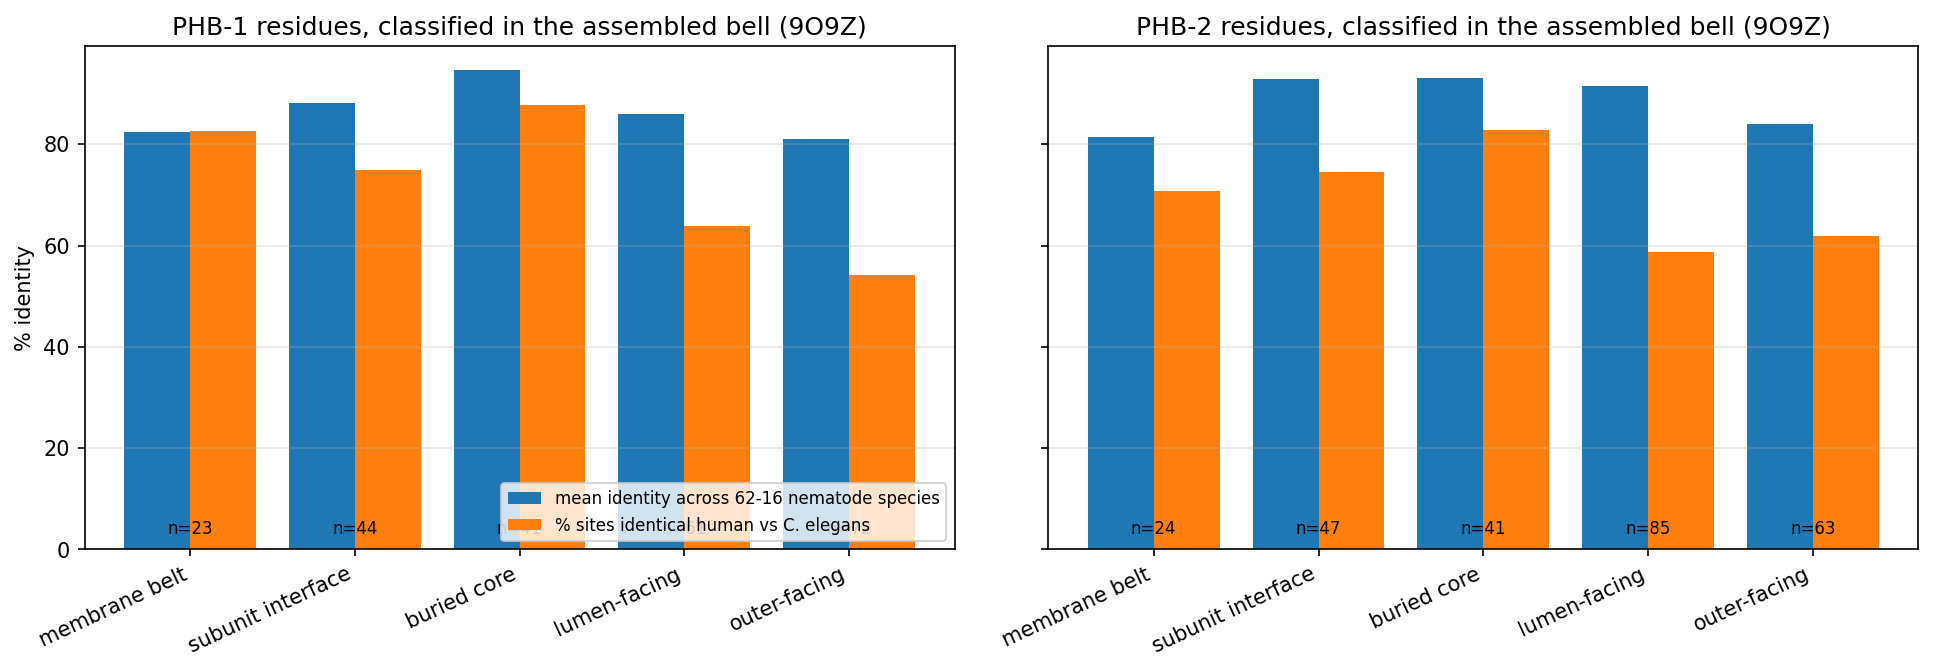 PHB-1 residues, classified in the assembled bell (9O9Z)
% identity
80
60
40
20
0
n=23
n=44
mean identity across 62-16 nematode species
% sites identical human vs C. elegans
membrane belt
subunit interface
buried core
lumen-facing
outer-facing
PHB-2 residues, classified in the assembled bell (9O9Z)
n=24
n=47
n=41
n=85
n=63
membrane belt
subunit interface
buried core
lumen-facing
outer-facing